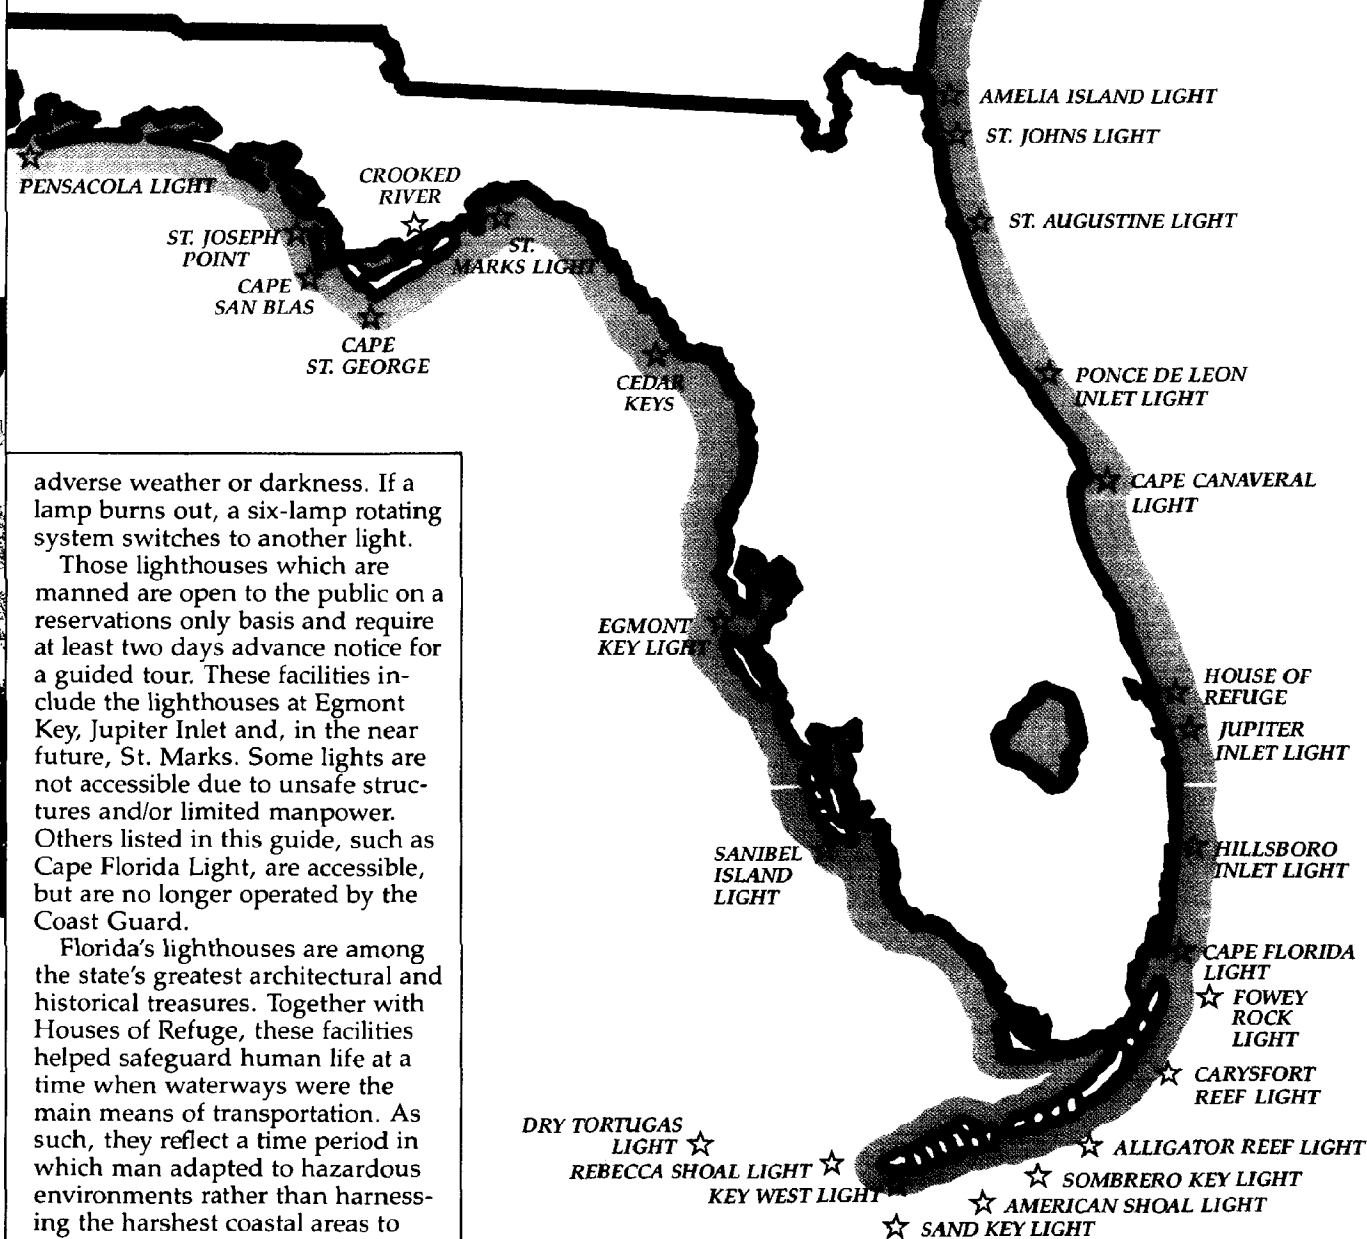 AMELIA ISLAND LIGHT
ST. JOHNS LIGHT
ST. AUGUSTINE LIGHT
PONCE DE LEON
INLET LIGHT
CAPE CANAVERAL
LIGHT
HOUSE OF
REFUGE
JUPITER
INLET LIGHT
HILLSBORO
INLET LIGHT
CAPE FLORIDA
LIGHT
FOWEY
ROCK
LIGHT
CARYSFORT
REEF LIGHT
ALLIGATOR REEF LIGHT
SOMBRERO KEY LIGHT
AMERICAN SHOAL LIGHT
SAND KEY LIGHT
KEY WEST LIGHT
REBECCA SHOAL LIGHT
DRY TORTUGAS
LIGHT
SANIBEL
ISLAND
LIGHT
EGMONT
KEY LIGHT
CEDAR
KEYS
ST.
MARKS LIGHT
CROOKED
RIVER
CAPE
ST. GEORGE
CAPE
SAN BLAS
ST. JOSEPH
POINT
PENSACOLA LIGHT
adverse weather or darkness. If a
lamp burns out, a six-lamp rotating
system switches to another light.
Those lighthouses which are
manned are open to the public on a
reservations only basis and require
at least two days advance notice for
a guided tour. These facilities in-
clude the lighthouses at Egmont
Key, Jupiter Inlet and, in the near
future, St. Marks. Some lights are
not accessible due to unsafe struc-
tures and/or limited manpower.
Others listed in this guide, such as
Cape Florida Light, are accessible,
but are no longer operated by the
Coast Guard.
Florida's lighthouses are among
the state's greatest architectural and
historical treasures. Together with
Houses of Refuge, these facilities
helped safeguard human life at a
time when waterways were the
main means of transportation. As
such, they reflect a time period in
which man adapted to hazardous
environments rather than harness-
ing the harshest coastal areas to